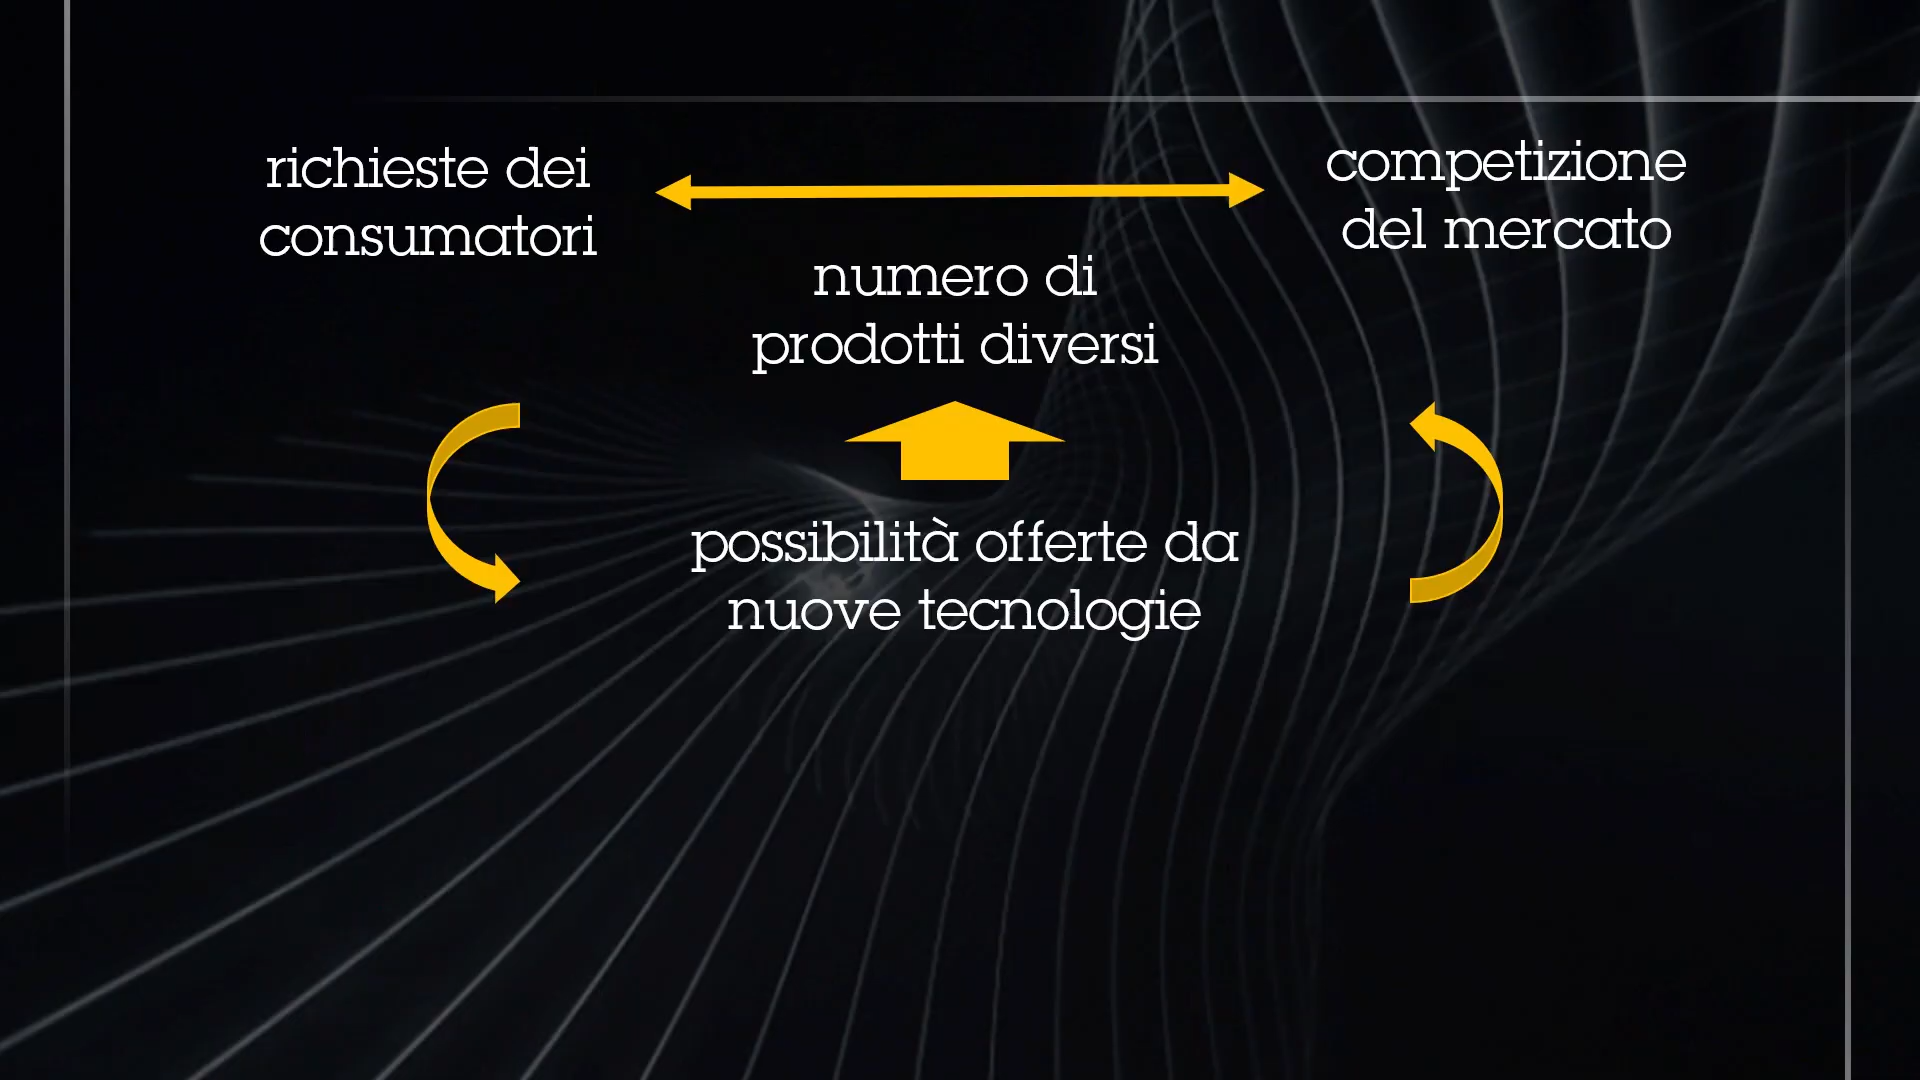 richieste dei
consumatori
competizione
del mercato
numero di
prodotti diversi
possibilità offerte da
nuove tecnologie